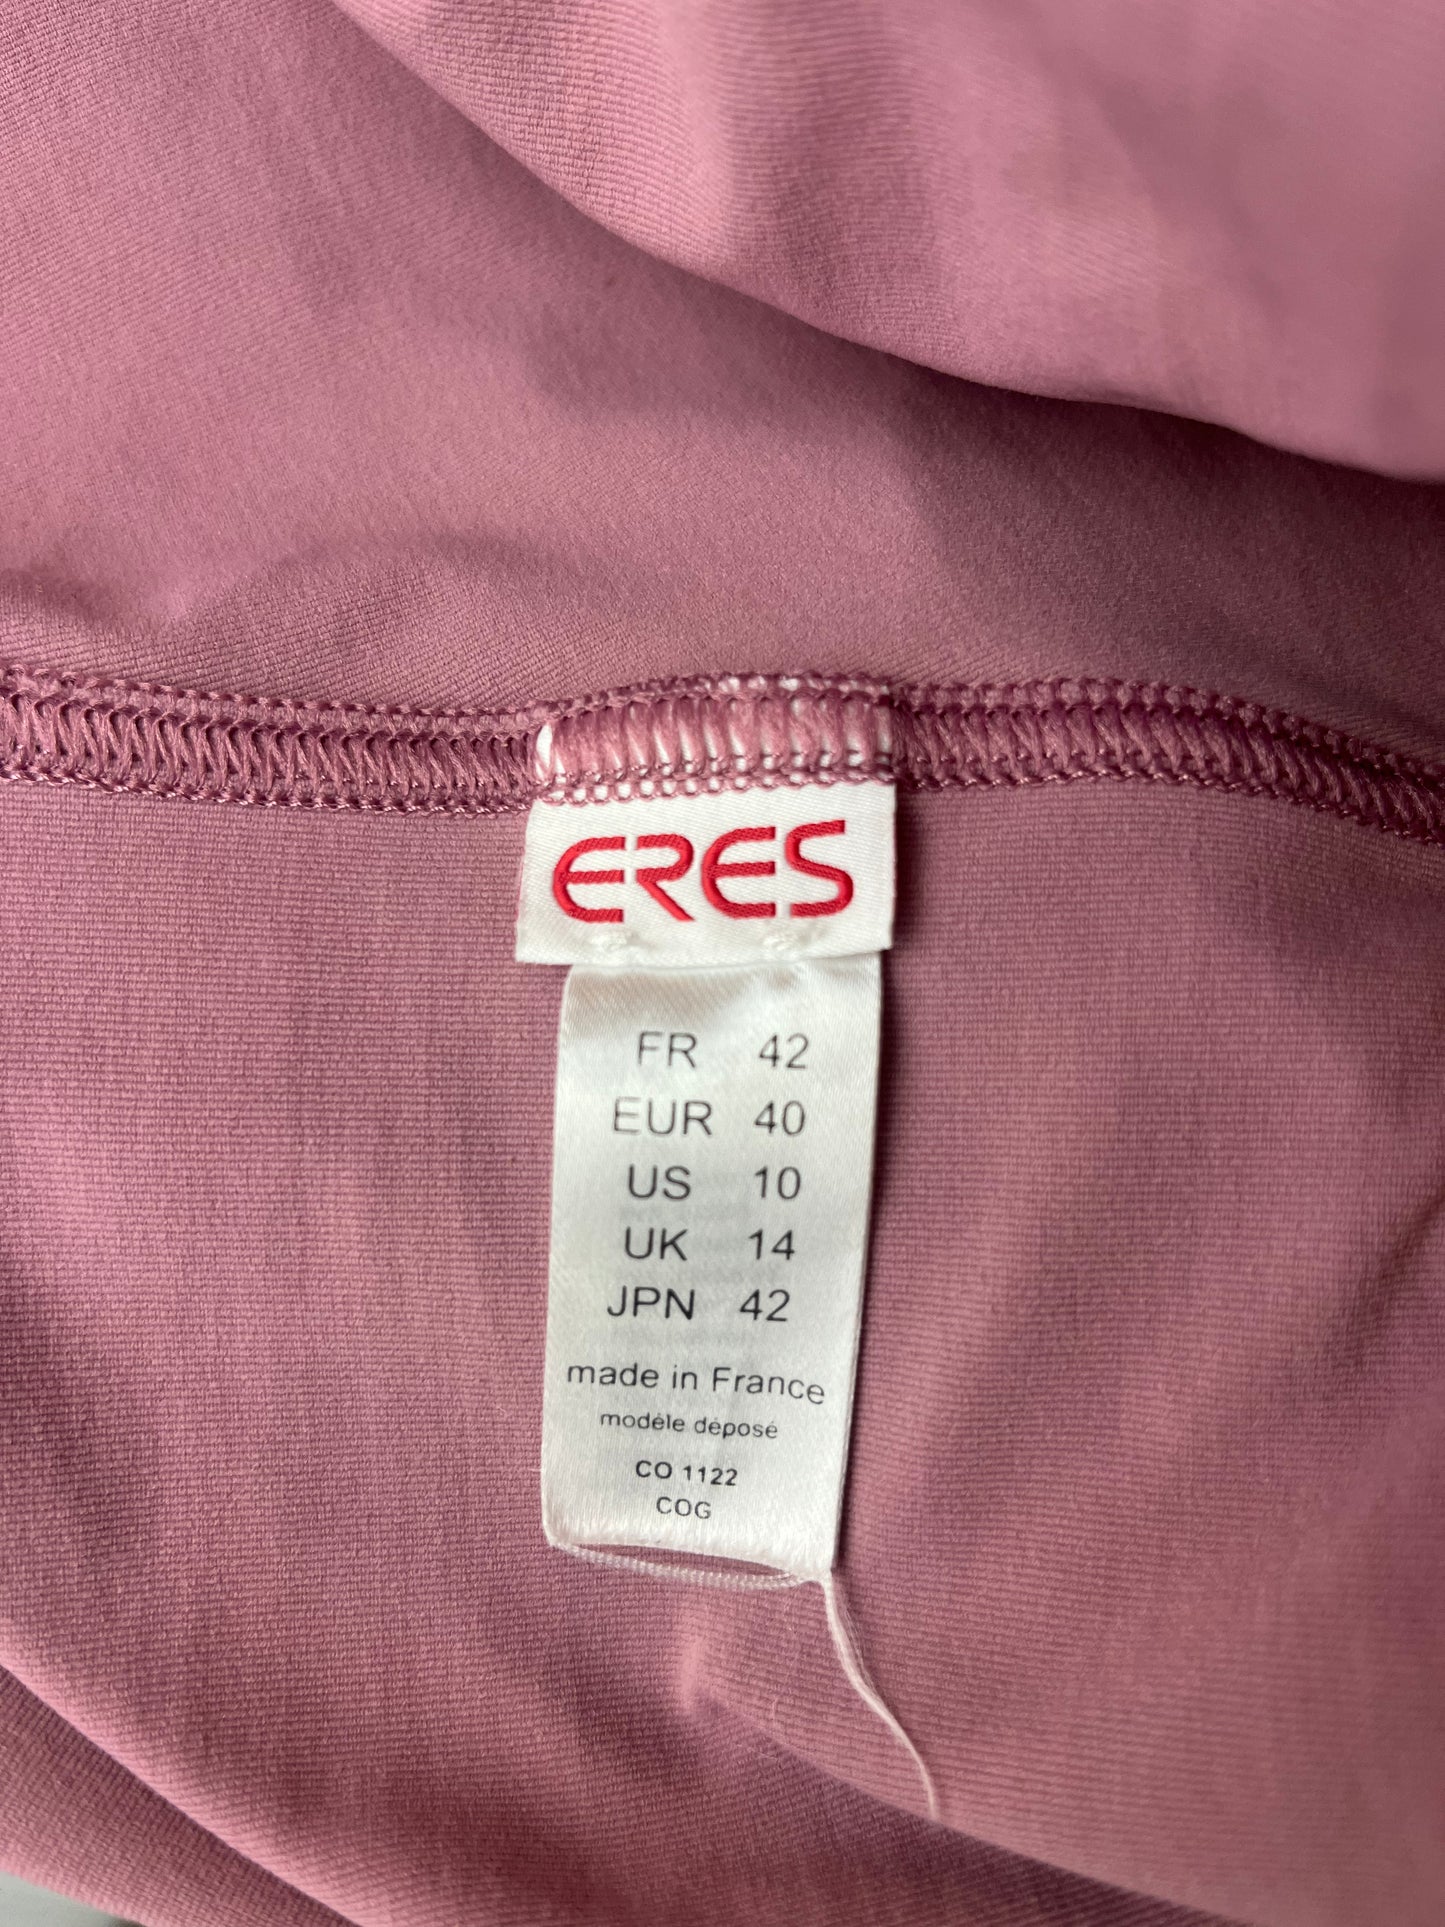 ERES
FR 42
EUR 40
US 10
UK 14
JPN 42
made in France
modèle déposé
CO 1122
COG